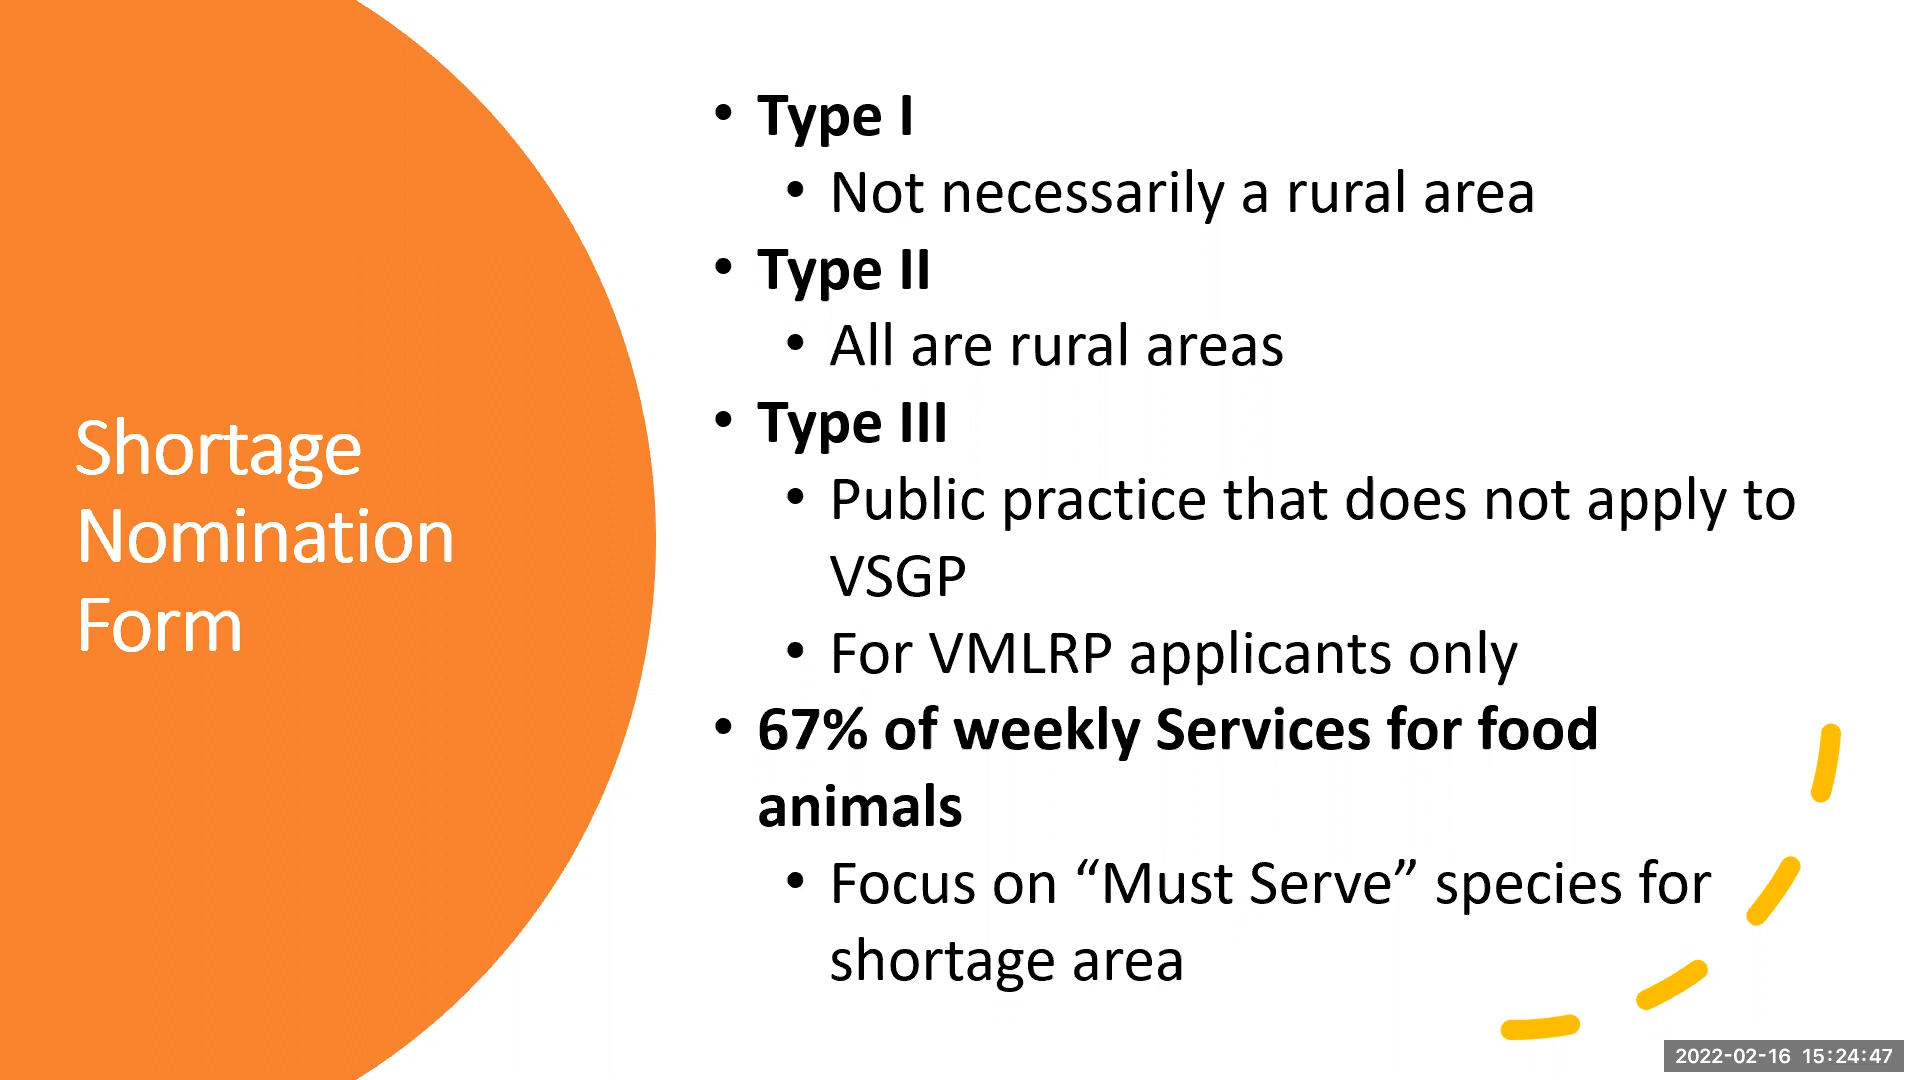 Shortage
Nomination
Form
• Type I
• Not necessarily a rural area
• Type II
• All are rural areas
• Type III
• Public practice that does not apply to
VSGP
• For VMLRP applicants only
• 67% of weekly Services for food
animals
• Focus on “Must Serve” species for
shortage area
2022-02-16 15:24:47